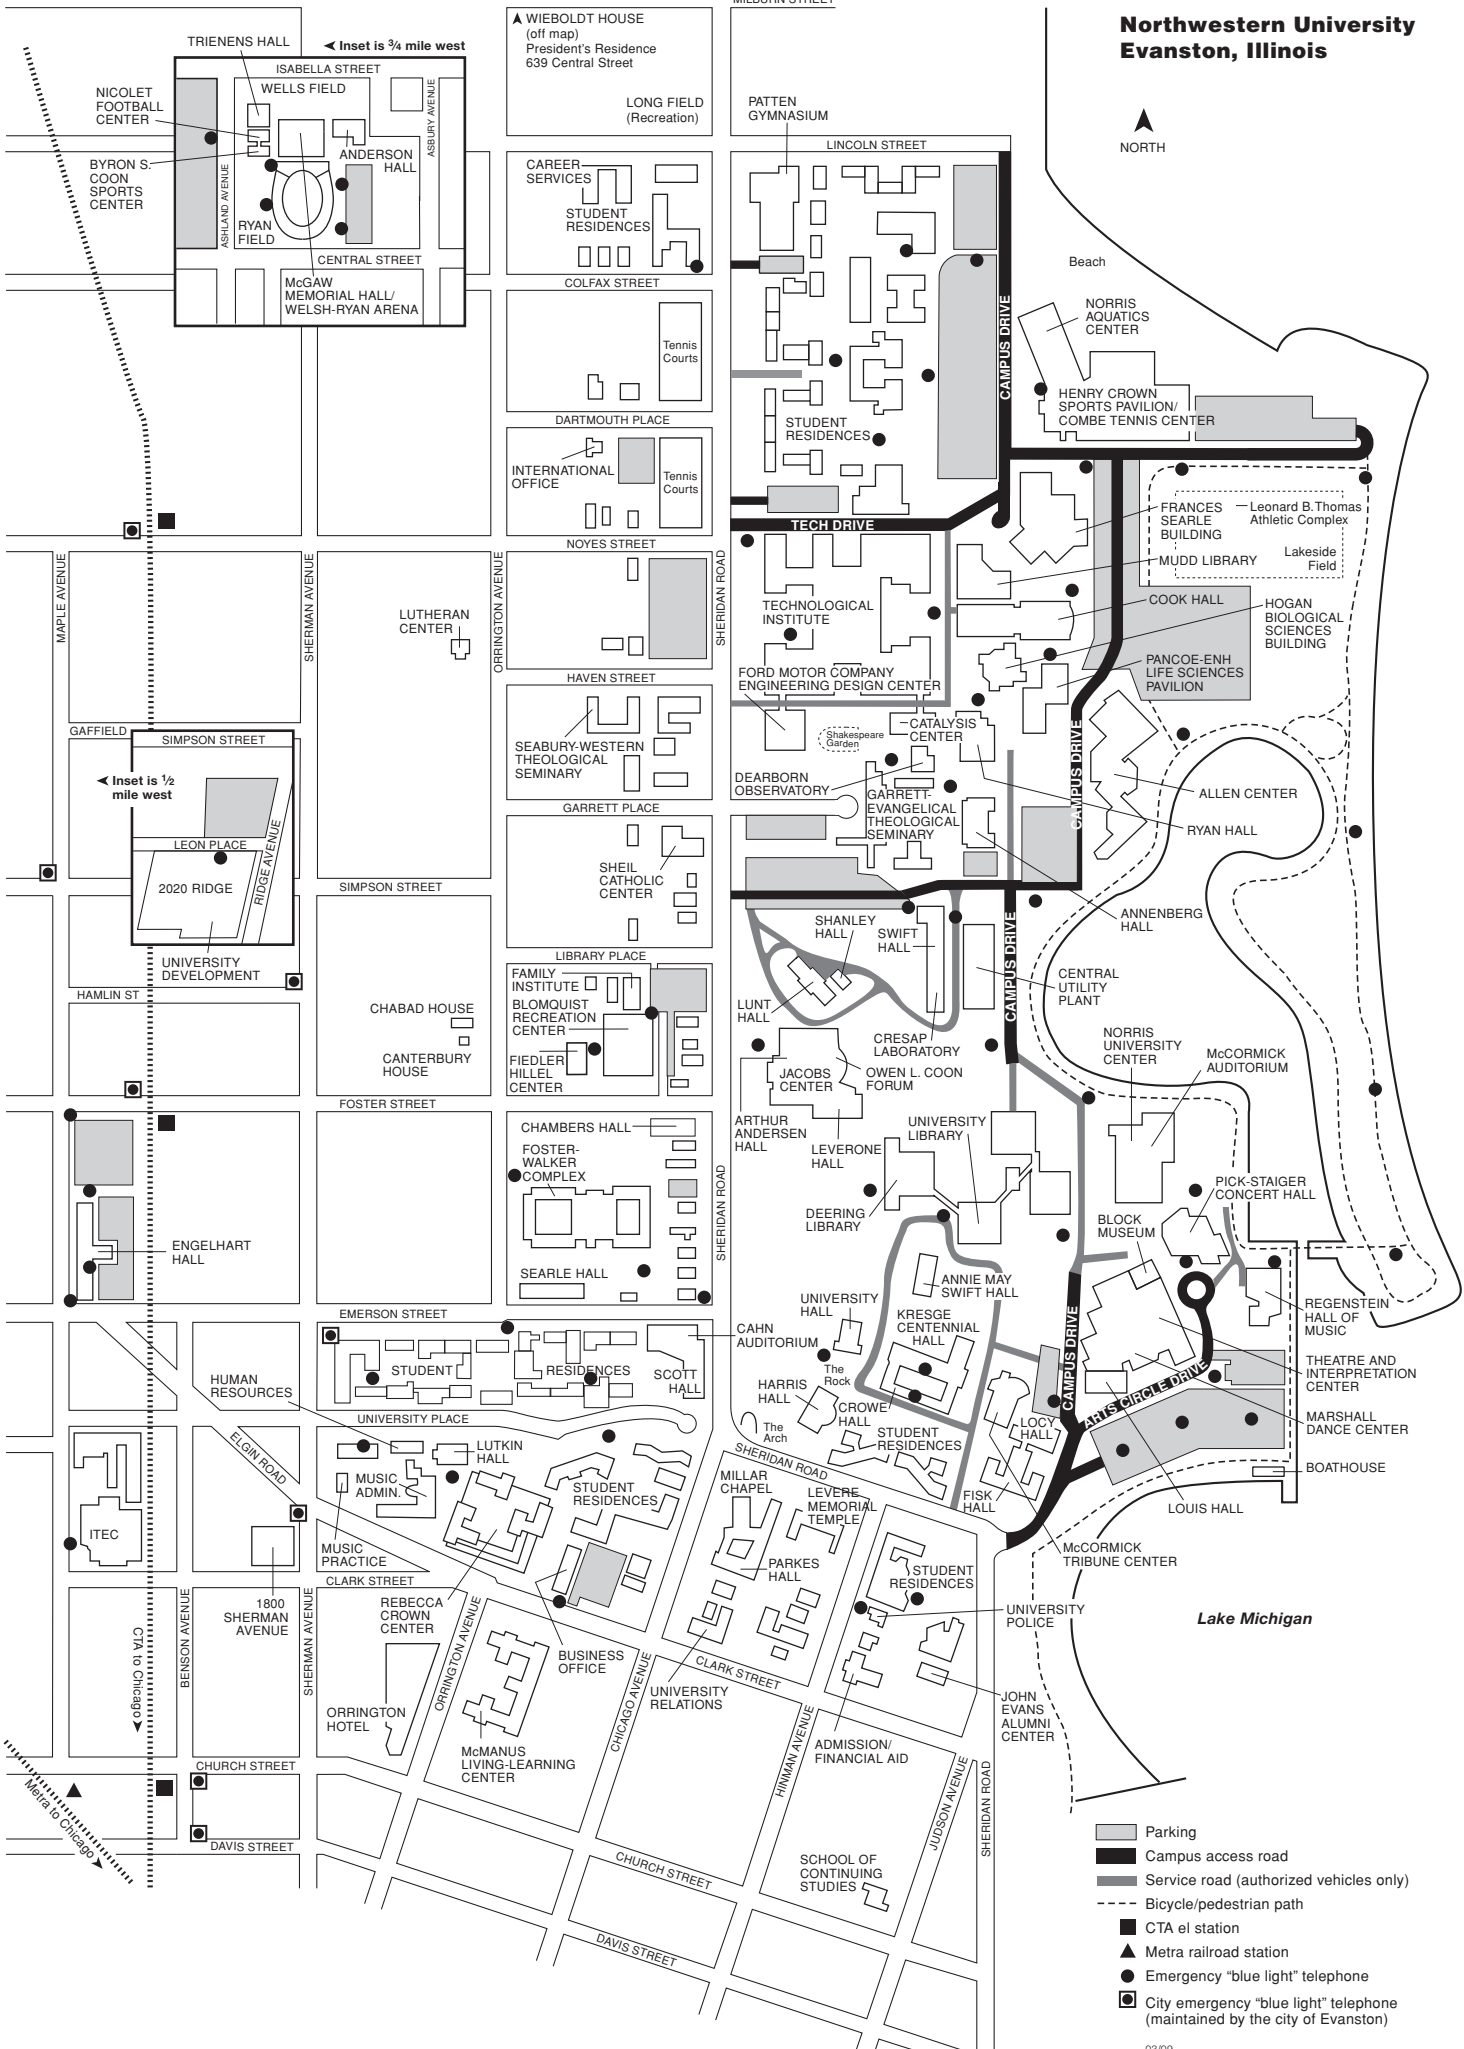 MILBURN STREET
Northwestern University
Evanston, Illinois
NORTH
WIEBOLDT HOUSE
(off map)
President's Residence
639 Central Street
LONG FIELD
(Recreation)
PATTEN
GYMNASIUM
LINCOLN STREET
TRIENENS HALL
Inset is ¾ mile west
ISABELLA STREET
WELLS FIELD
NICOLET
FOOTBALL
CENTER
BYRON S.
COON
SPORTS
CENTER
ANDERSON
HALL
ASHLAND AVENUE
ASBURY AVENUE
RYAN
FIELD
CENTRAL STREET
McGAW
MEMORIAL HALL/
WELSH-RYAN ARENA
CAREER
SERVICES
STUDENT
RESIDENCES
COLFAX STREET
Tennis
Courts
DARTMOUTH PLACE
INTERNATIONAL
OFFICE
Tennis
Courts
NOYES STREET
Beach
NORRIS
AQUATICS
CENTER
CAMPUS DRIVE
HENRY CROWN
SPORTS PAVILION/
COMBE TENNIS CENTER
STUDENT
RESIDENCES
TECH DRIVE
FRANCES
SEARLE
BUILDING
Leonard B. Thomas
Athletic Complex
Lakeside
Field
MUDD LIBRARY
COOK HALL
HOGAN
BIOLOGICAL
SCIENCES
BUILDING
PANCOE-ENH
LIFE SCIENCES
PAVILION
MAPLE AVENUE
SHERMAN AVENUE
ORRINGTON AVENUE
SHERIDAN ROAD
LUTHERAN
CENTER
TECHNOLOGICAL
INSTITUTE
FORD MOTOR COMPANY
ENGINEERING DESIGN CENTER
HAVEN STREET
GAFFIELD
SIMPSON STREET
Inset is ½
mile west
LEON PLACE
2020 RIDGE
RIDGE AVENUE
UNIVERSITY
DEVELOPMENT
SEABURY-WESTERN
THEOLOGICAL
SEMINARY
GARRETT PLACE
Shakespeare
Garden
CATALYSIS
CENTER
DEARBORN
OBSERVATORY
GARRETT-
EVANGELICAL
THEOLOGICAL
SEMINARY
CAMPUS DRIVE
ALLEN CENTER
RYAN HALL
SHEIL
CATHOLIC
CENTER
SIMPSON STREET
ANNENBERG
HALL
SHANLEY
HALL
SWIFT
HALL
LIBRARY PLACE
FAMILY
INSTITUTE
BLOMQUIST
RECREATION
CENTER
FIEDLER
HILLEL
CENTER
HAMLIN ST
CHABAD HOUSE
CANTERBURY
HOUSE
LUNT
HALL
CRESAP
LABORATORY
CAMPUS DRIVE
CENTRAL
UTILITY
PLANT
NORRIS
UNIVERSITY
CENTER
McCORMICK
AUDITORIUM
JACOBS
CENTER
OWEN L. COON
FORUM
FOSTER STREET
ARTHUR
ANDERSEN
HALL
LEVERONE
HALL
UNIVERSITY
LIBRARY
CHAMBERS HALL
FOSTER-
WALKER
COMPLEX
SHERIDAN ROAD
DEERING
LIBRARY
PICK-STAIGER
CONCERT HALL
BLOCK
MUSEUM
ENGELHART
HALL
SEARLE HALL
ANNIE MAY
SWIFT HALL
UNIVERSITY
HALL
KRESGE
CENTENNIAL
HALL
REGENSTEIN
HALL OF
MUSIC
EMERSON STREET
CAHN
AUDITORIUM
STUDENT
RESIDENCES
SCOTT
HALL
The
Rock
HARRIS
HALL
CROWE
HALL
CAMPUS DRIVE
ARTS CIRCLE DRIVE
THEATRE AND
INTERPRETATION
CENTER
MARSHALL
DANCE CENTER
HUMAN
RESOURCES
UNIVERSITY PLACE
The
Arch
STUDENT
RESIDENCES
LOCY
HALL
ELGIN ROAD
LUTKIN
HALL
SHERIDAN ROAD
BOATHOUSE
MUSIC
ADMIN.
STUDENT
RESIDENCES
MILLAR
CHAPEL
LEVERE
MEMORIAL
TEMPLE
FISK
HALL
LOUIS HALL
ITEC
MUSIC
PRACTICE
McCORMICK
TRIBUNE CENTER
PARKES
HALL
STUDENT
RESIDENCES
CLARK STREET
1800
SHERMAN
AVENUE
REBECCA
CROWN
CENTER
UNIVERSITY
POLICE
Lake Michigan
CTA to Chicago
BENSON AVENUE
SHERMAN AVENUE
ORRINGTON AVENUE
BUSINESS
OFFICE
CHICAGO AVENUE
CLARK STREET
UNIVERSITY
RELATIONS
ORRINGTON
HOTEL
JOHN
EVANS
ALUMNI
CENTER
HINMAN AVENUE
ADMISSION/
FINANCIAL AID
McMANUS
LIVING-LEARNING
CENTER
CHURCH STREET
Metra to Chicago
JUDSON AVENUE
SHERIDAN ROAD
DAVIS STREET
CHURCH STREET
SCHOOL OF
CONTINUING
STUDIES
DAVIS STREET
Parking
Campus access road
Service road (authorized vehicles only)
Bicycle/pedestrian path
CTA el station
Metra railroad station
Emergency “blue light” telephone
City emergency “blue light” telephone
(maintained by the city of Evanston)